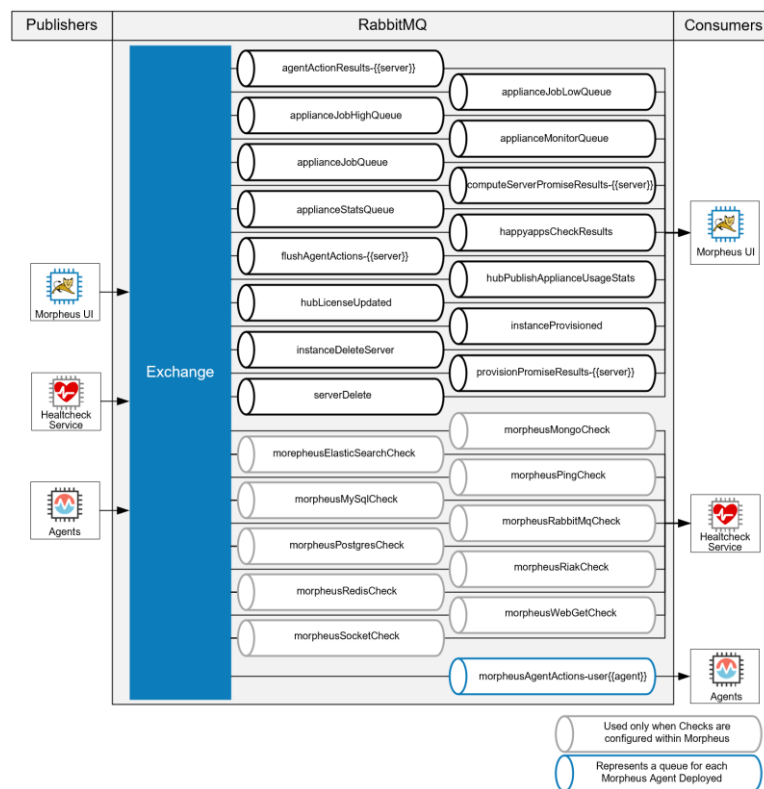 Publishers
RabbitMQ
Consumers
agentActionResults-{{server}}
applianceJobLowQueue
applianceJobHighQueue
applianceMonitorQueue
applianceJobQueue
computeServerPromiseResults-{{server}}
applianceStatsQueue
happyappsCheckResults
flushAgentActions-{{server}}
hubPublishApplianceUsageStats
hubLicenseUpdated
instanceProvisioned
instanceDeleteServer
provisionPromiseResults-{{server}}
serverDelete
Exchange
Morpheus UI
Healtcheck
Service
Agents
Morpheus UI
morpheusMongoCheck
morepheusElasticSearchCheck
morpheusPingCheck
morpheusMySqlCheck
morpheusRabbitMqCheck
morpheusPostgresCheck
morpheusRiakCheck
morpheusRedisCheck
morpheusWebGetCheck
morpheusSocketCheck
Healtcheck
Service
morpheusAgentActions-user{{agent}}
Agents
Used only when Checks are
configured within Morpheus
Represents a queue for each
Morpheus Agent Deployed